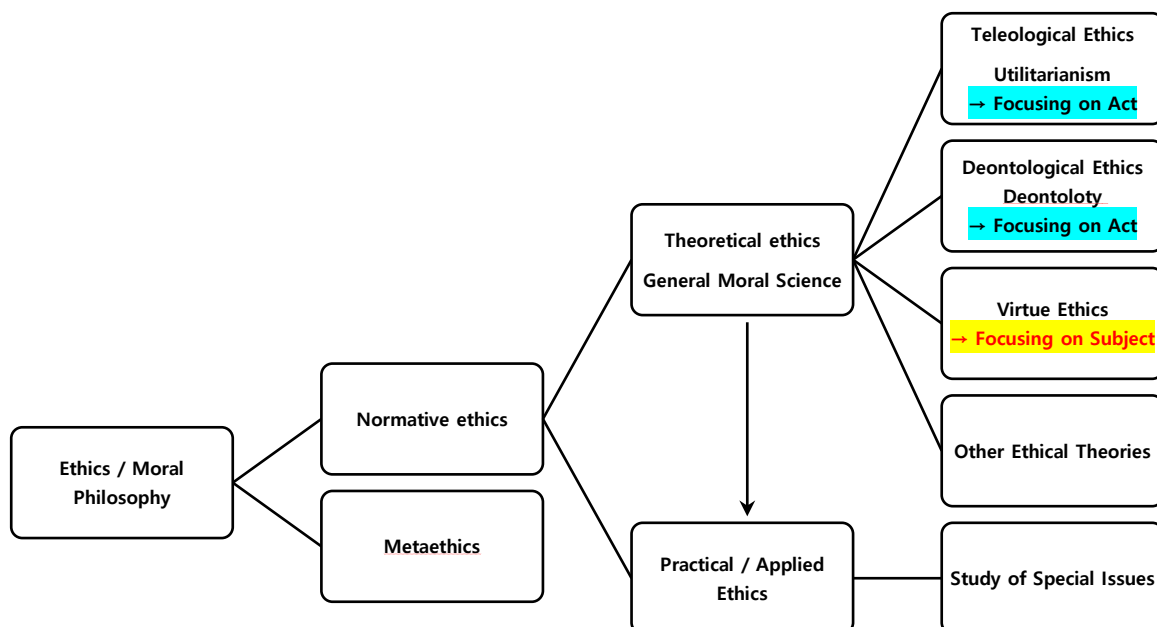 Teleological Ethics
Utilitarianism
→ Focusing on Act
Deontological Ethics
Deontoloty
→ Focusing on Act
Theoretical ethics
General Moral Science
Virtue Ethics
→ Focusing on Subject
Normative ethics
Ethics / Moral
Philosophy
Other Ethical Theories
Metaethics
Practical / Applied
Ethics
Study of Special Issues